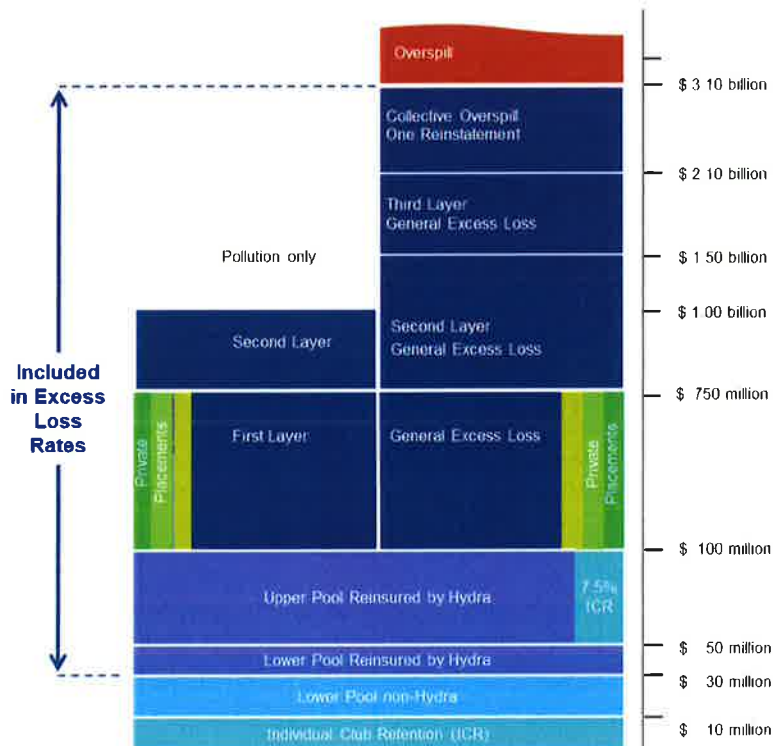 Overspill
$ 3 10 billion
Collective Overspill
One Reinstatement
$ 2 10 billion
Third Layer
General Excess Loss
Pollution only
$ 1 50 billion
$ 1 00 billion
Second Layer
Second Layer
General Excess Loss
Included
in Excess
Loss
Rates
$ 750 million
Private
Placements
First Layer
General Excess Loss
Private
Placements
$ 100 million
Upper Pool Reinsured by Hydra
7.5%
ICR
$ 50 million
Lower Pool Reinsured by Hydra
$ 30 million
Lower Pool non-Hydra
$ 10 million
Individual Club Retention (ICR)